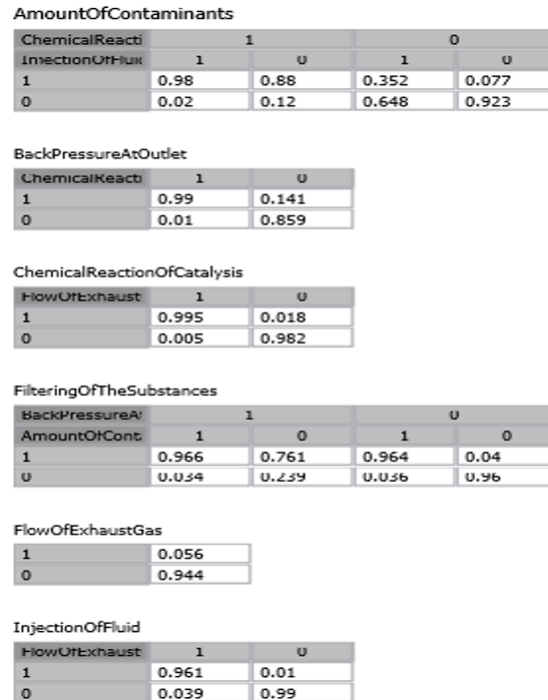 AmountOfContaminants
ChemicalReacti 1 0
InjectionOfFluid 1 0 1 0
1 0.98 0.88 0.352 0.077
0 0.02 0.12 0.648 0.923
BackPressureAtOutlet
ChemicalReacti 1 0
1 0.99 0.141
0 0.01 0.859
ChemicalReactionOfCatalysis
FlowOfExhaust 1 0
1 0.995 0.018
0 0.005 0.982
FilteringOfTheSubstances
BackPressureA 1 0
AmountOfCont 1 0 1 0
1 0.966 0.761 0.964 0.04
0 0.034 0.239 0.036 0.96
FlowOfExhaustGas
1 0.056
0 0.944
InjectionOfFluid
FlowOfExhaust 1 0
1 0.961 0.01
0 0.039 0.99